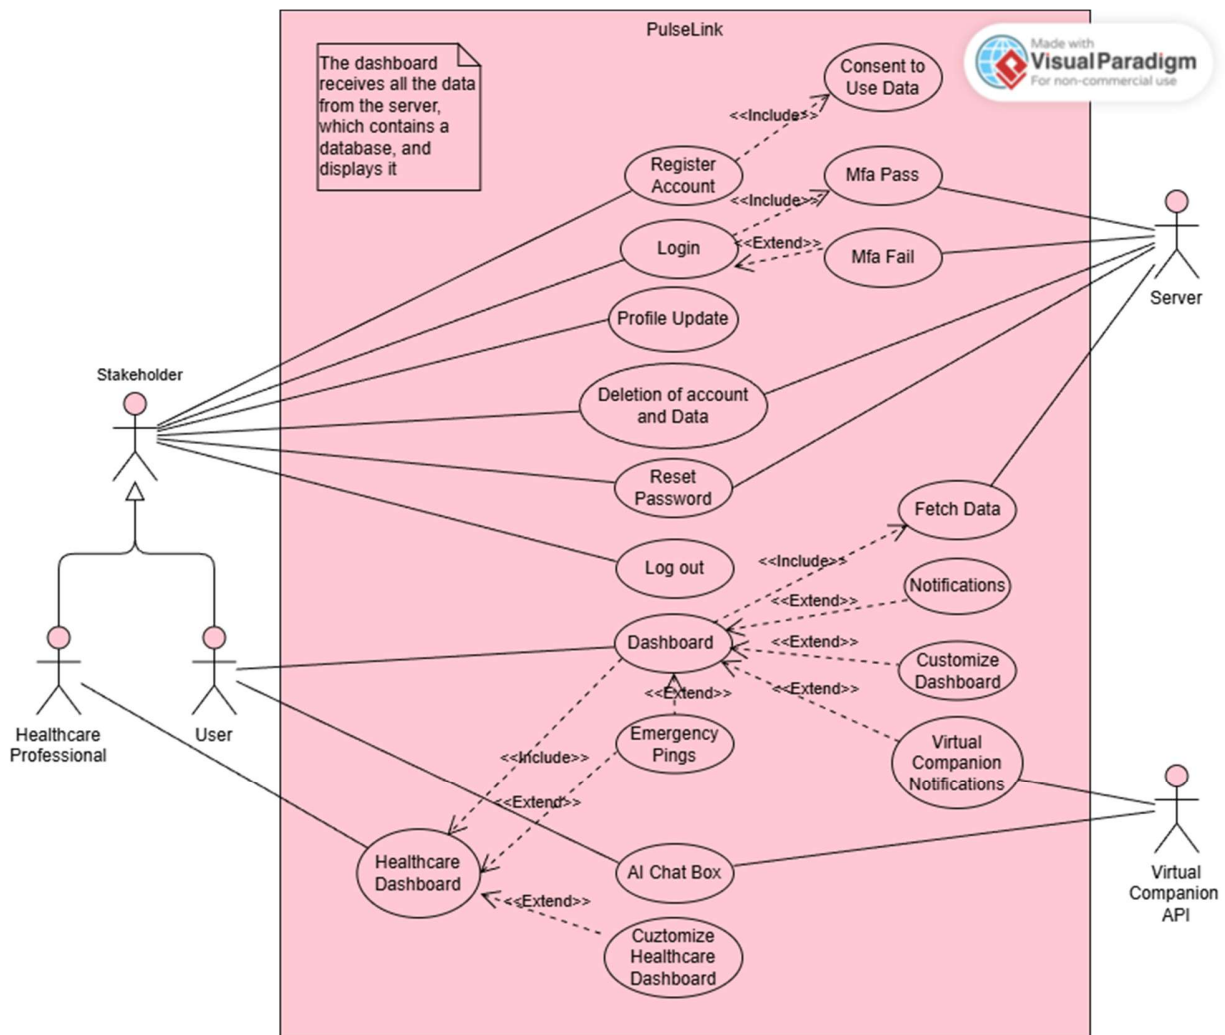 PulseLink
Made with
Visual Paradigm
For non-commercial use
The dashboard
receives all the data
from the server,
which contains a
database, and
displays it
Consent to
Use Data
<<Include>>
Register
Account
Mfa Pass
<<Include>>
Login
<<Extend>>
Mfa Fail
Server
Profile Update
Stakeholder
Deletion of account
and Data
Reset
Password
Fetch Data
Log out
<<Include>>
Notifications
<<Extend>>
Dashboard
<<Extend>>
Customize
Dashboard
<<Extend>>
<<Extend>>
Healthcare
Professional
User
Emergency
Pings
Virtual
Companion
Notifications
<<Include>>
<<Extend>>
Healthcare
Dashboard
AI Chat Box
Virtual
Companion
API
<<Extend>>
Cuztomize
Healthcare
Dashboard